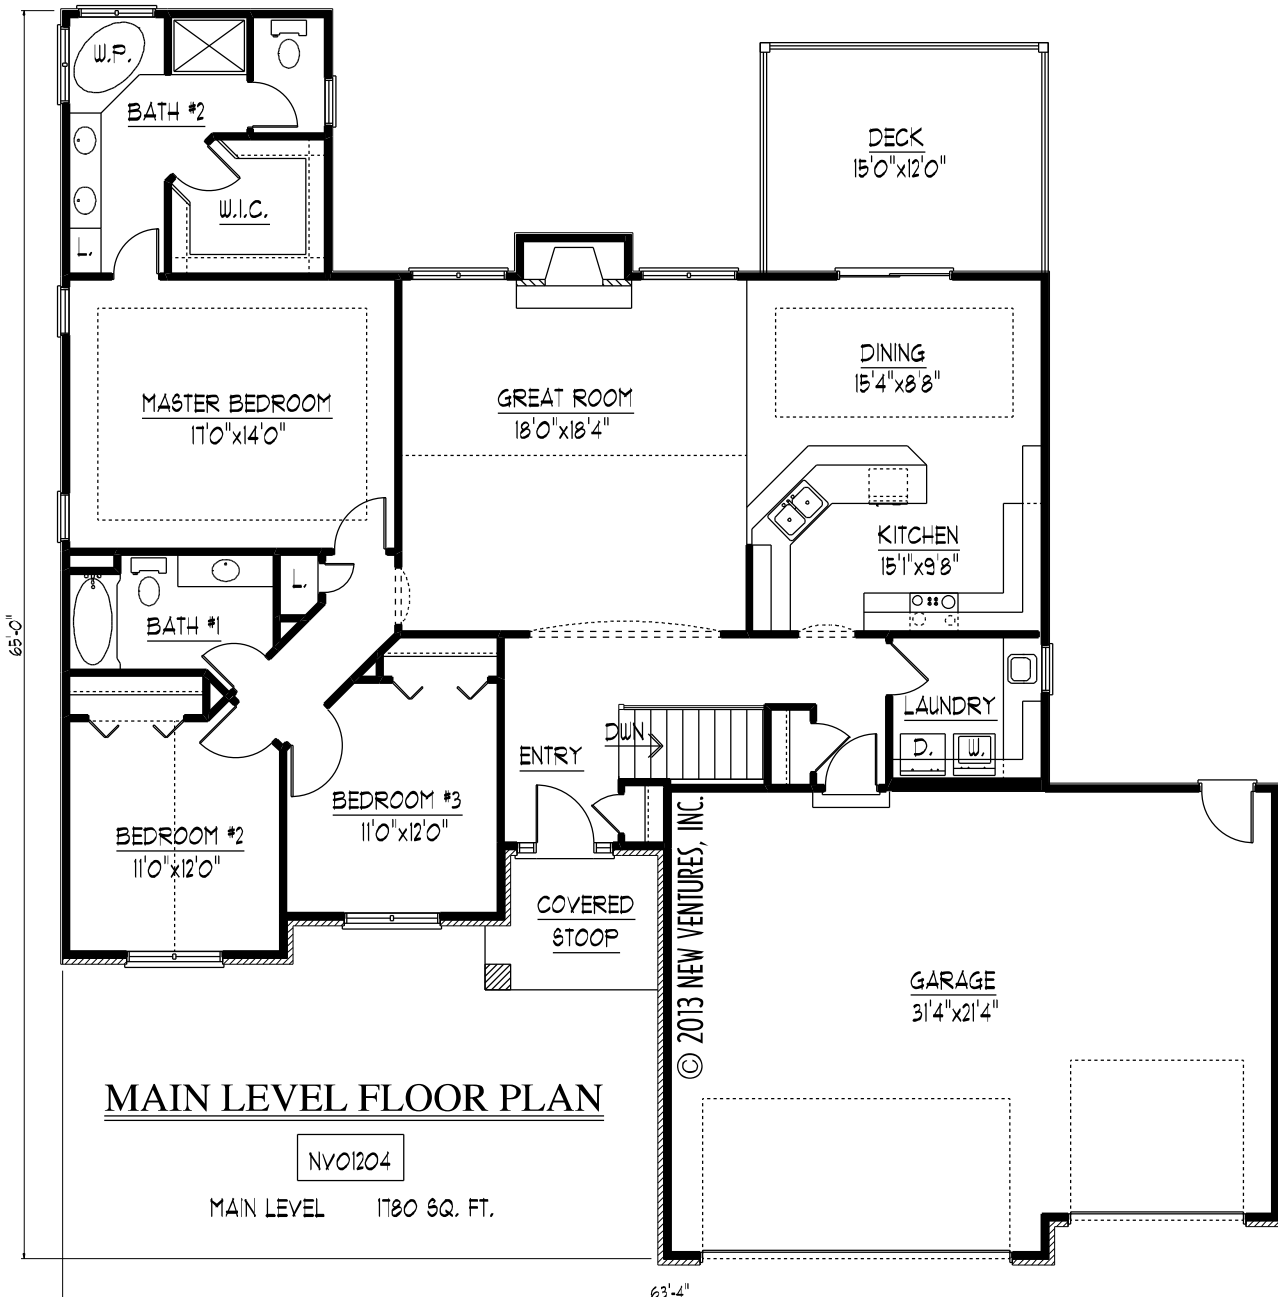 W.P.
BATH #2
W.I.C.
L.
DECK
15'0"x12'0"
MASTER BEDROOM
17'0"x14'0"
GREAT ROOM
18'0"x18'4"
DINING
15'4"x8'8"
KITCHEN
15'1"x9'8"
L.
BATH #1
65'-0"
LAUNDRY
D.
W.
DWN
ENTRY
BEDROOM #3
11'0"x12'0"
BEDROOM #2
11'0"x12'0"
COVERED
STOOP
© 2013 NEW VENTURES, INC.
GARAGE
31'4"x21'4"
MAIN LEVEL FLOOR PLAN
NV01204
MAIN LEVEL 1780 SQ. FT.
63'-4"